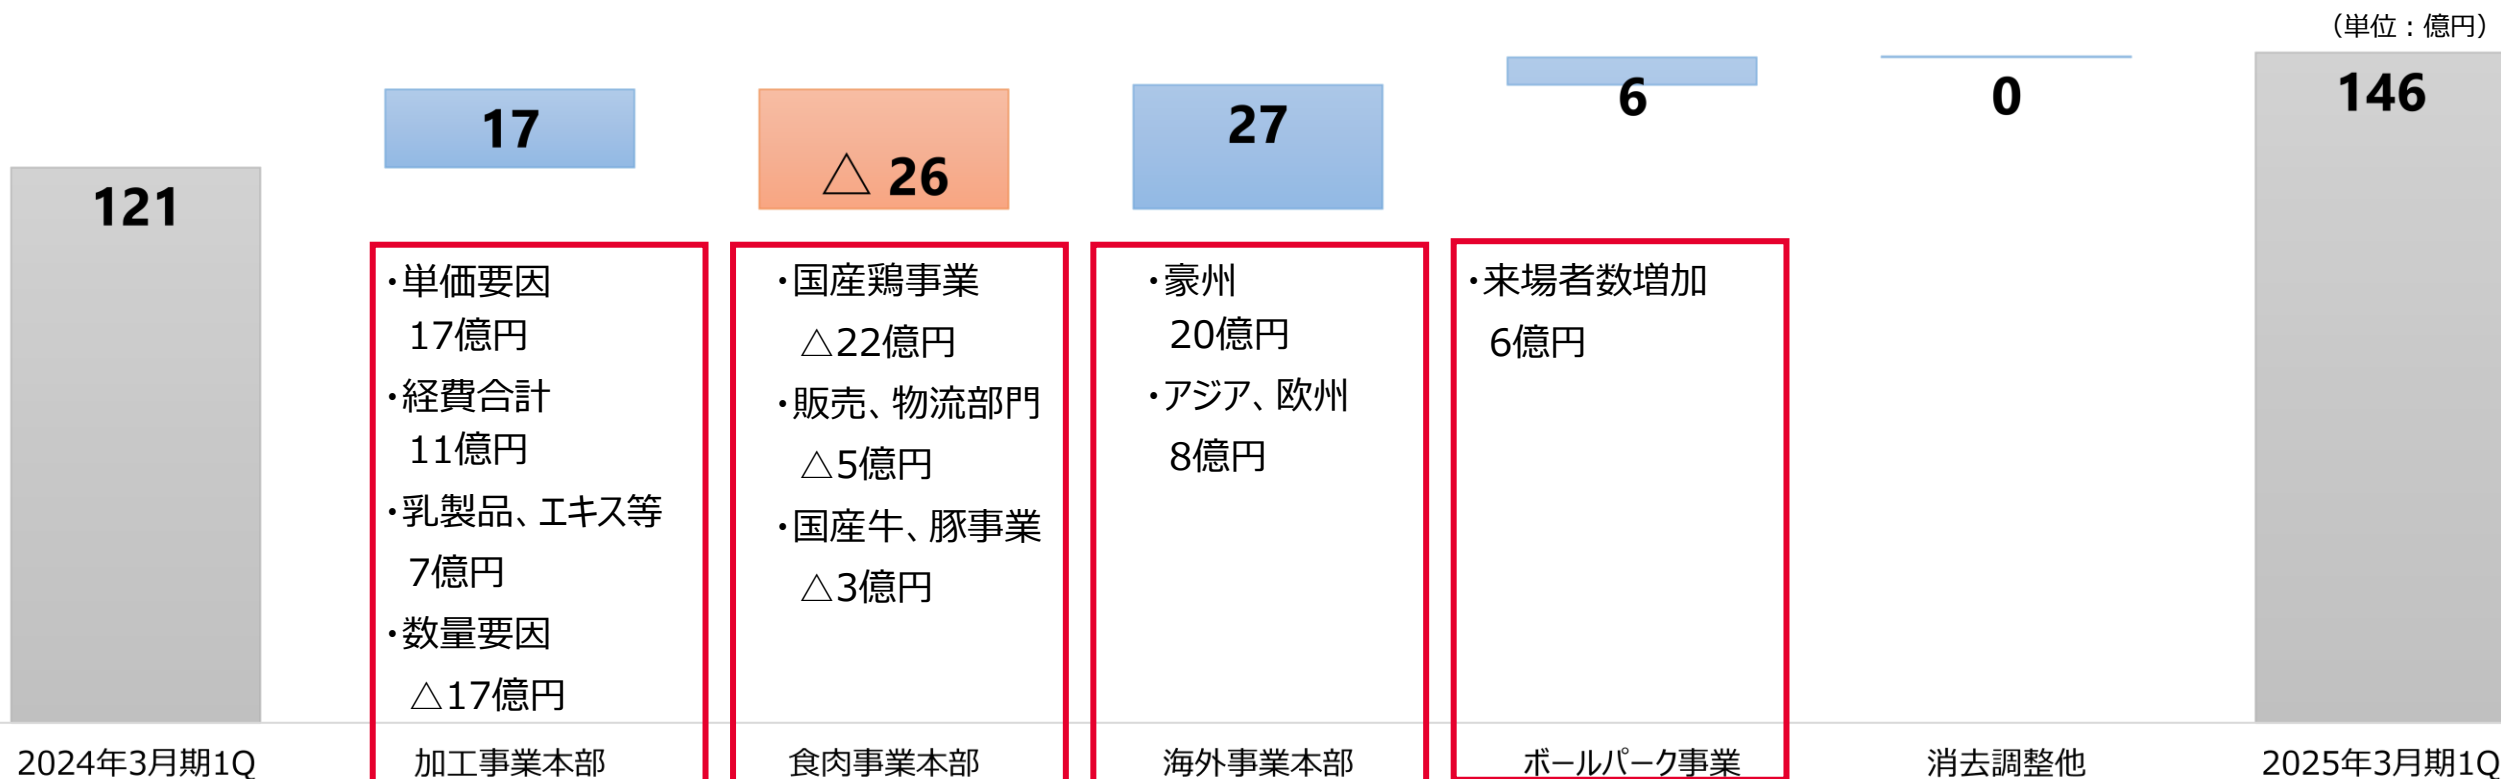 （単位：億円）
121
17
△ 26
27
6
0
146
・単価要因
17億円
・経費合計
11億円
・乳製品、エキス等
7億円
・数量要因
△17億円
・国産鶏事業
△22億円
・販売、物流部門
△5億円
・国産牛、豚事業
△3億円
・豪州
20億円
・アジア、欧州
8億円
・来場者数増加
6億円
2024年3月期1Q
加工事業本部
食肉事業本部
海外事業本部
ボールパーク事業
消去調整他
2025年3月期1Q